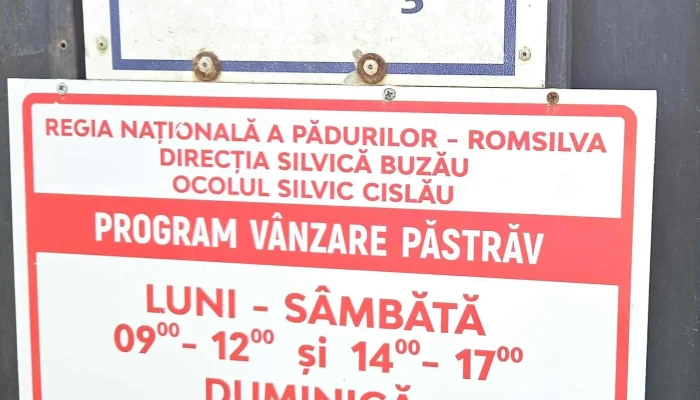 REGIA NAȚIONALĂ A PĂDURILOR - ROMSILVA
DIRECȚIA SILVICĂ BUZĂU
OCOLUL SILVIC CISLĂU
PROGRAM VÂNZARE PĂSTRĂV
LUNI - SÂMBĂTĂ
09⁰⁰ - 12⁰⁰ și 14⁰⁰ - 17⁰⁰
DUMINICĂ